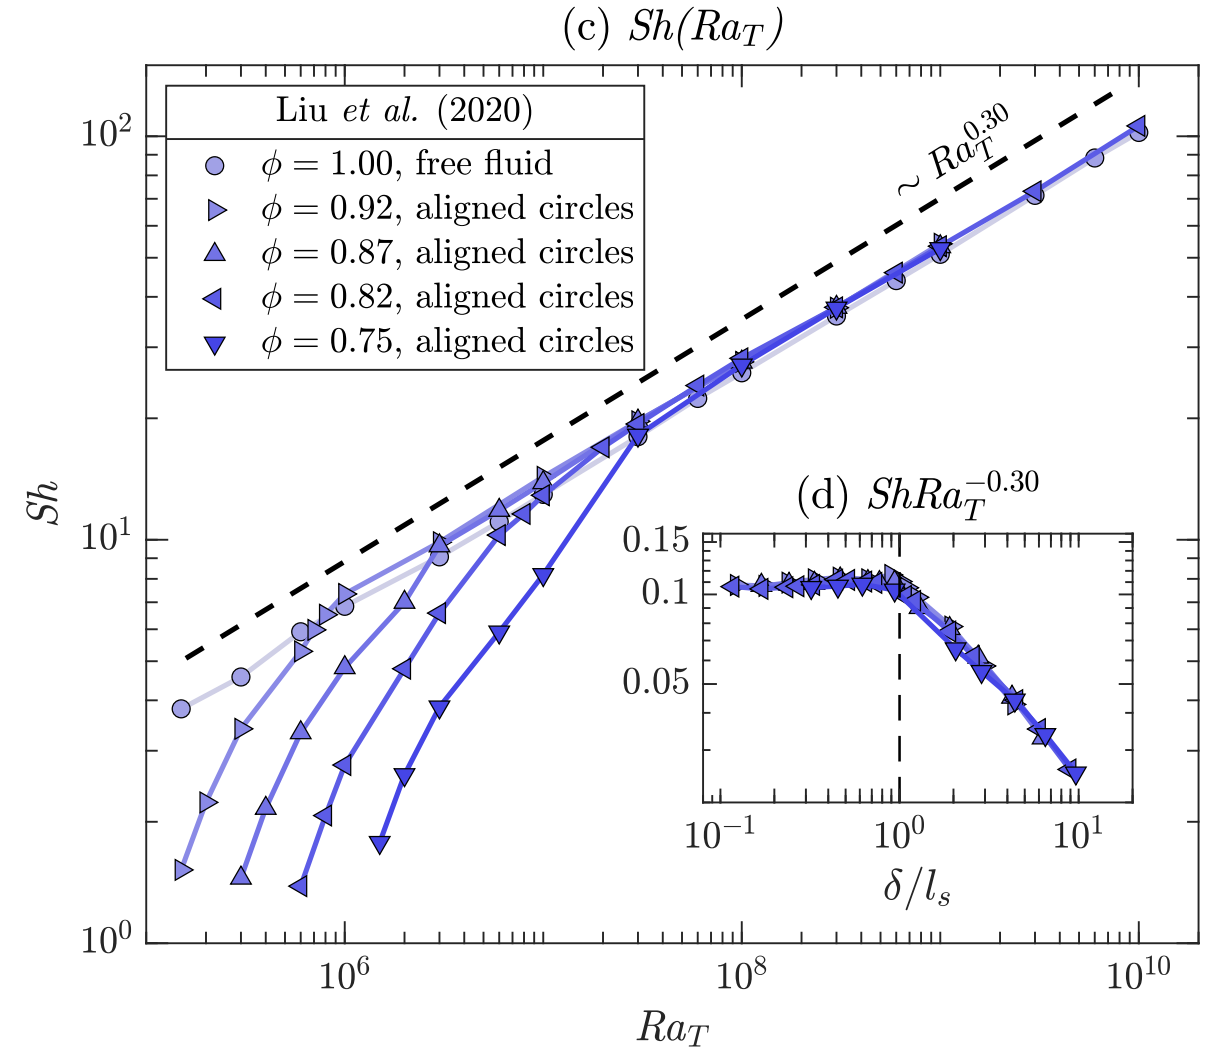 (c) Sh(Ra_T)
Liu et al. (2020)
ϕ = 1.00, free fluid
ϕ = 0.92, aligned circles
ϕ = 0.87, aligned circles
ϕ = 0.82, aligned circles
ϕ = 0.75, aligned circles
~ Ra_T^0.30
10^2
10^1
10^0
Sh
10^6
10^8
10^10
Ra_T
(d) ShRa_T^−0.30
0.15
0.1
0.05
10^−1
10^0
10^1
δ/l_s